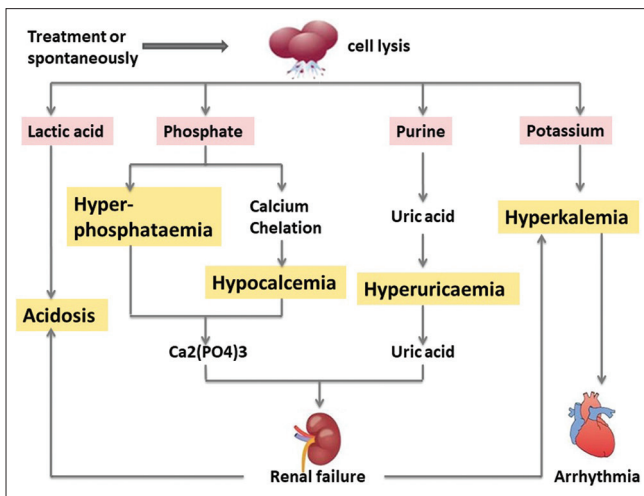 Treatment or
spontaneously
cell lysis
Lactic acid
Phosphate
Purine
Potassium
Hyper-
phosphataemia
Calcium
Chelation
Uric acid
Hyperkalemia
Hypocalcemia
Hyperuricaemia
Acidosis
Ca2(PO4)3
Uric acid
Renal failure
Arrhythmia